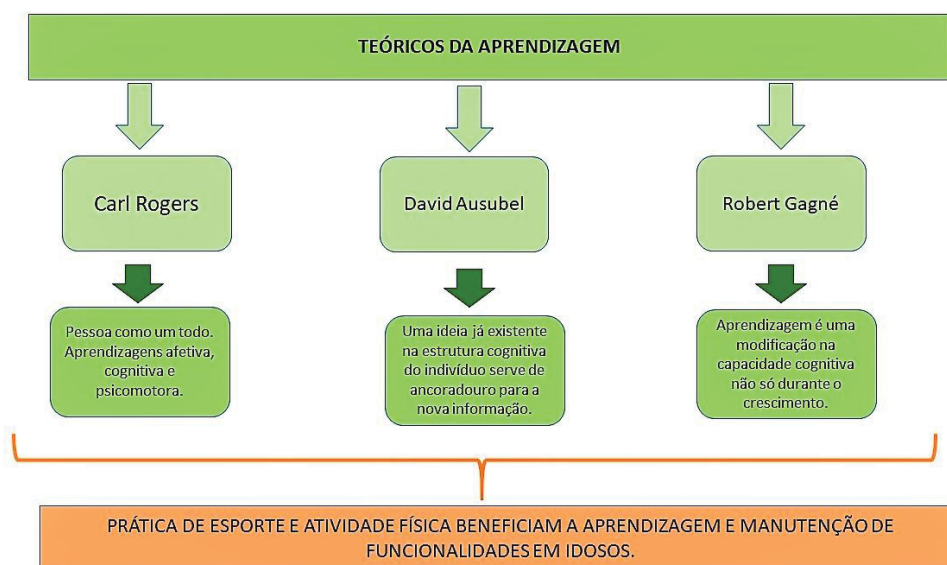 TEÓRICOS DA APRENDIZAGEM
Carl Rogers
David Ausubel
Robert Gagné
Pessoa como um todo.
Aprendizagens afetiva,
cognitiva e
psicomotora.
Uma ideia já existente
na estrutura cognitiva
do indivíduo serve de
ancoradouro para a
nova informação.
Aprendizagem é uma
modificação na
capacidade cognitiva
não só durante o
crescimento.
PRÁTICA DE ESPORTE E ATIVIDADE FÍSICA BENEFICIAM A APRENDIZAGEM E MANUTENÇÃO DE
FUNCIONALIDADES EM IDOSOS.